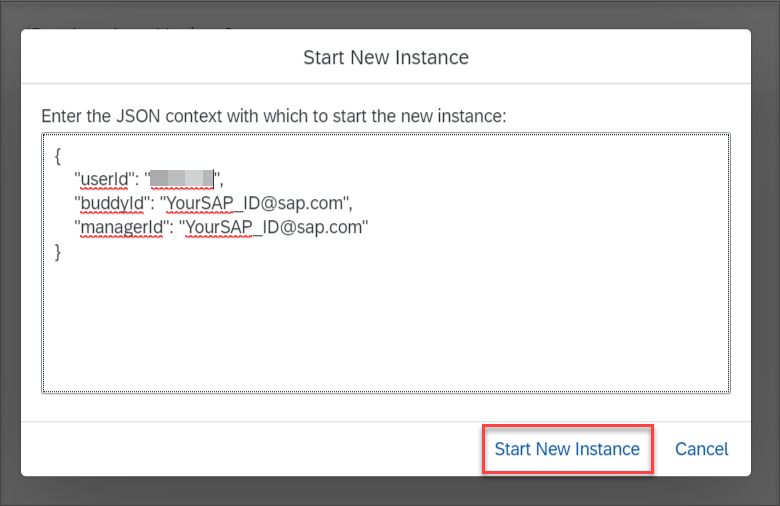 Start New Instance
Enter the JSON context with which to start the new instance:
{
"userId": "",
"buddyId": "YourSAP_ID@sap.com",
"managerId": "YourSAP_ID@sap.com"
}
Start New Instance Cancel